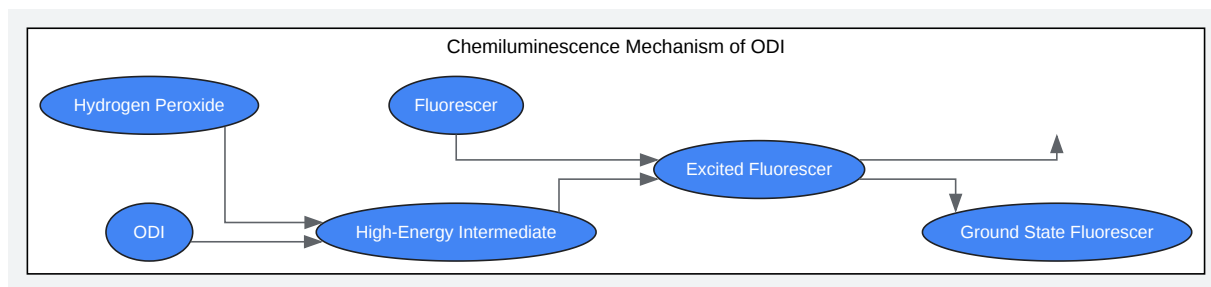 Chemiluminescence Mechanism of ODI
Hydrogen Peroxide
Fluorescer
Excited Fluorescer
ODI
High-Energy Intermediate
Ground State Fluorescer